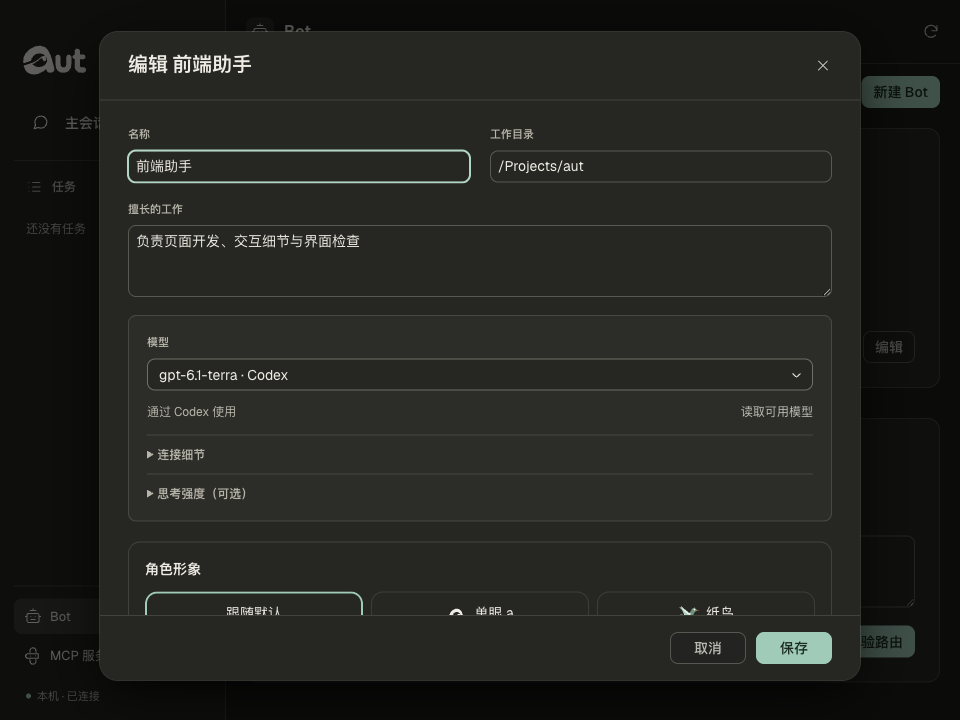 aut
Bot
新建 Bot
主会
任务
还没有任务
编辑 前端助手
名称
工作目录
前端助手
/Projects/aut
擅长的工作
负责页面开发、交互细节与界面检查
模型
gpt-6.1-terra · Codex
通过 Codex 使用
读取可用模型
连接细节
思考强度（可选）
编辑
角色形象
跟随默认
单眼 a
纸鸟
取消
保存
验路由
Bot
MCP 服
本机 · 已连接